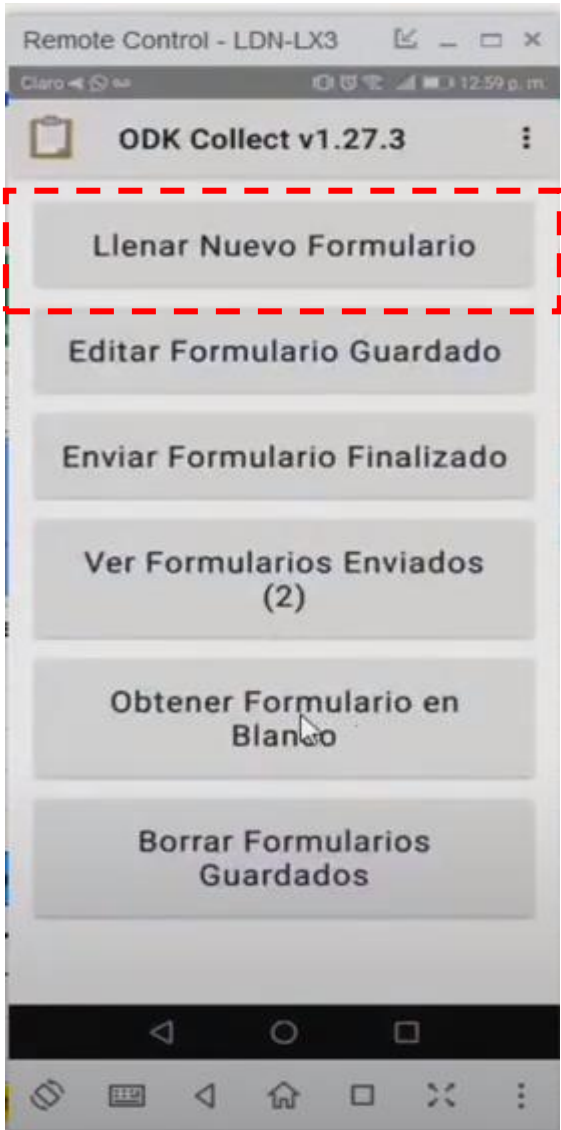 Remote Control - LDN-LX3
Claro
12:59 p. m.
ODK Collect v1.27.3
Llenar Nuevo Formulario
Editar Formulario Guardado
Enviar Formulario Finalizado
Ver Formularios Enviados
(2)
Obtener Formulario en
Blanco
Borrar Formularios
Guardados